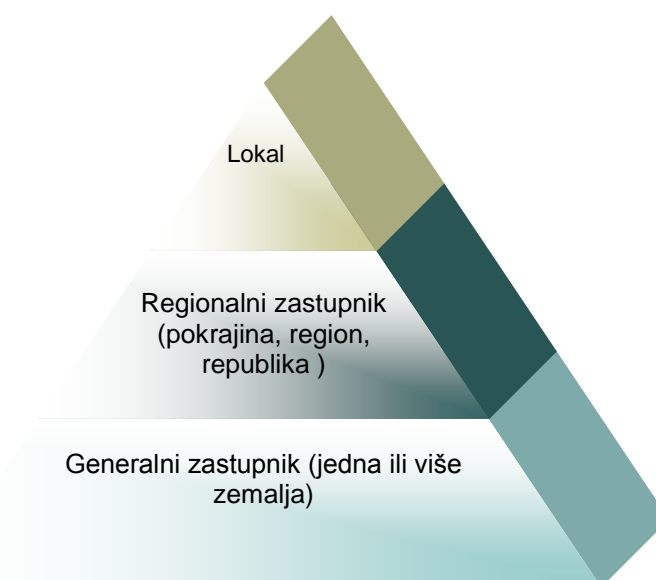 Lokal
Regionalni zastupnik
(pokrajina, region,
republika )
Generalni zastupnik (jedna ili više
zemalja)